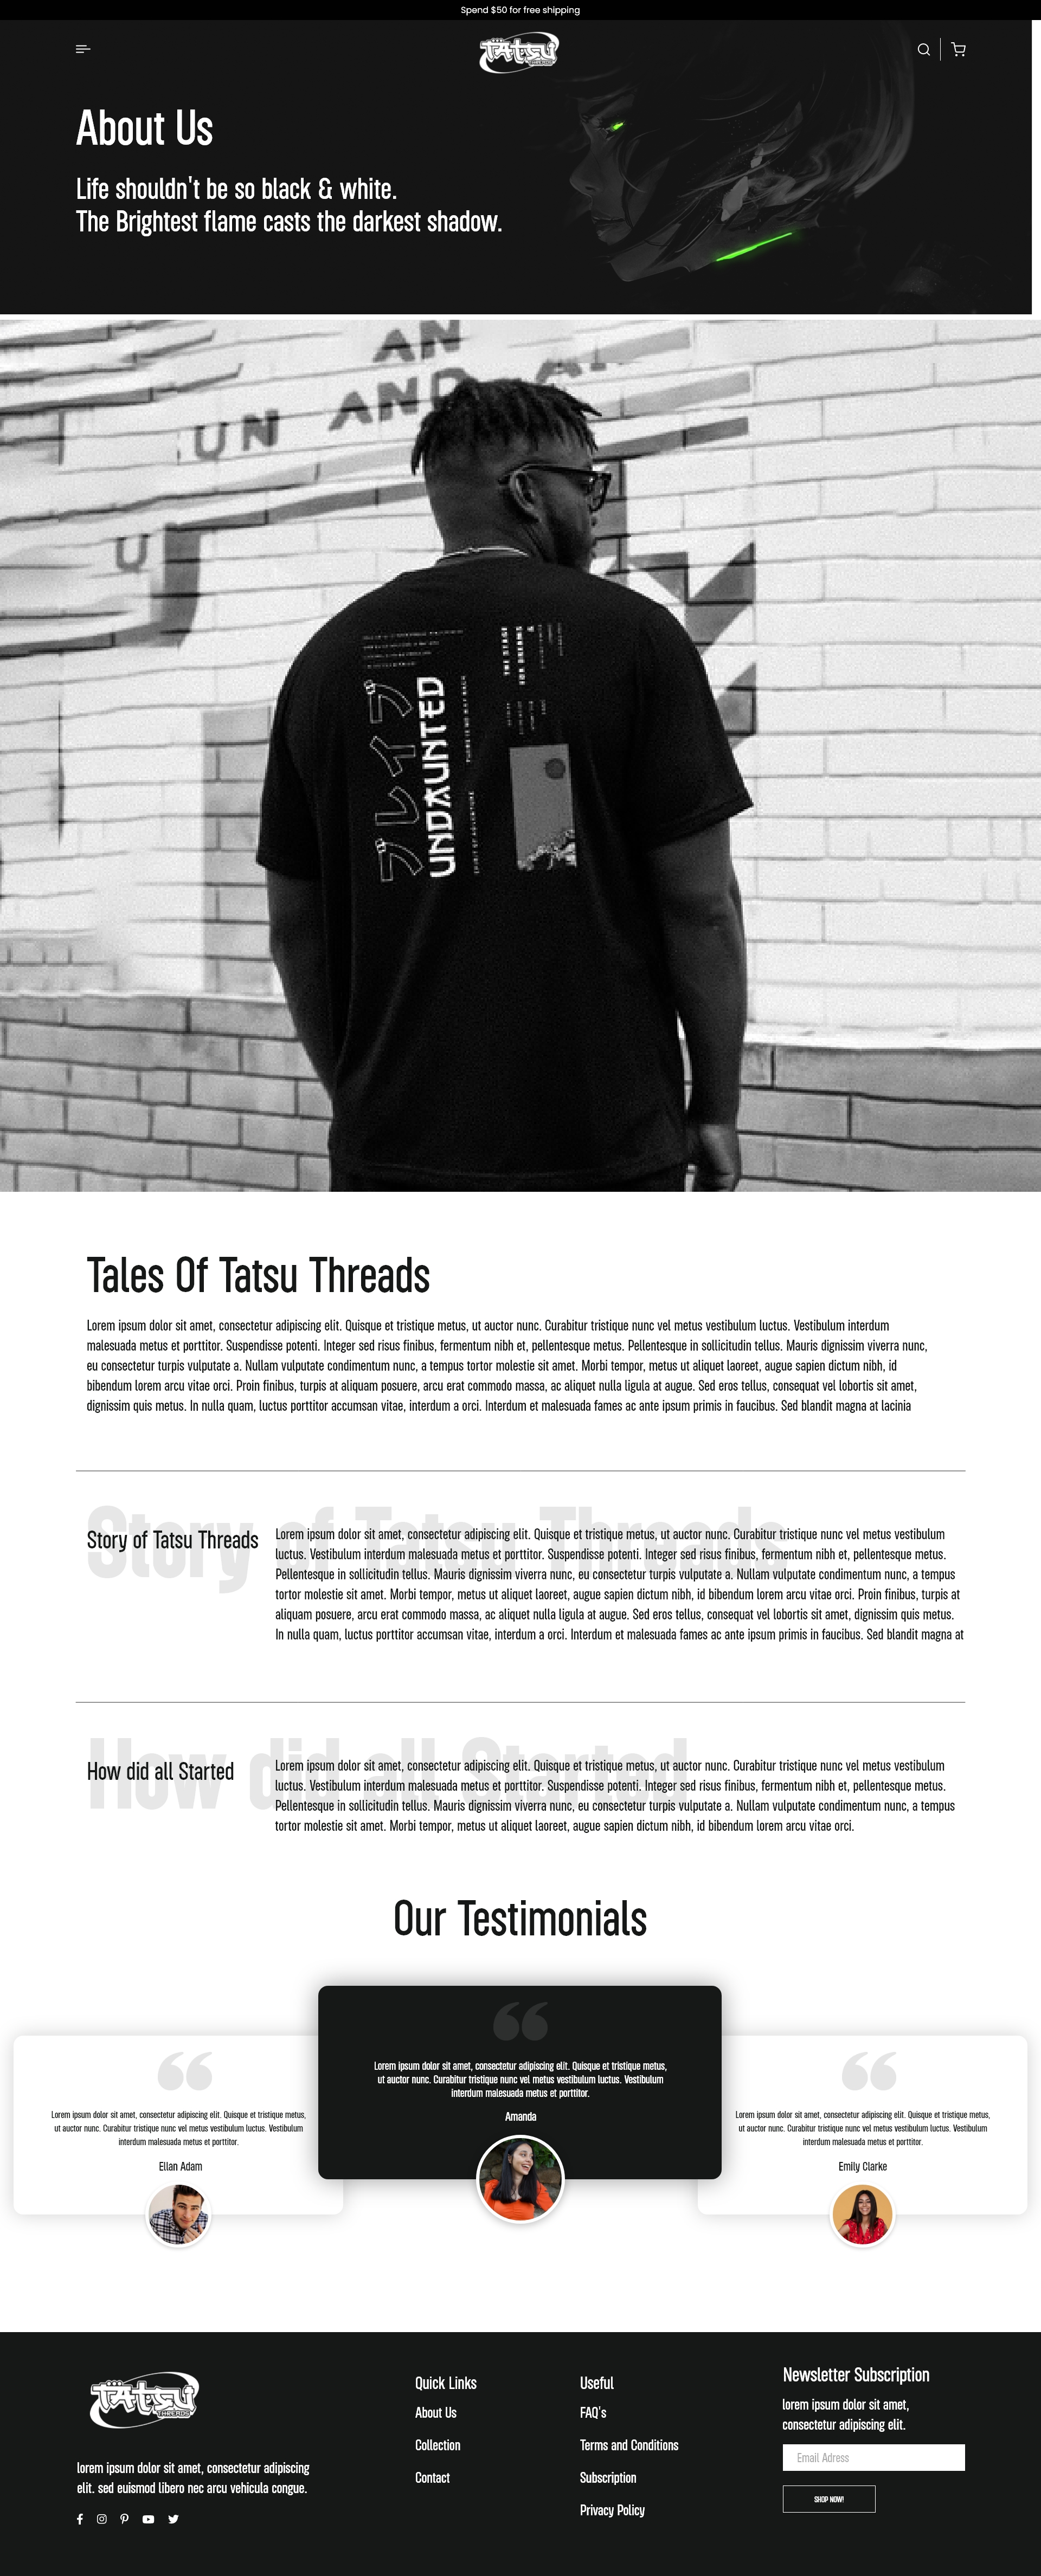 Spend $50 for free shipping
TATSU
THREADS
About Us
Life shouldn't be so black & white.
The Brightest flame casts the darkest shadow.
AN
UN AND
U
ブレイブ
UNDAUNTED
THERE IS NO WAY BACK
SPIRIT OF ADVENTURE
Tales Of Tatsu Threads
Lorem ipsum dolor sit amet, consectetur adipiscing elit. Quisque et tristique metus, ut auctor nunc. Curabitur tristique nunc vel metus vestibulum luctus. Vestibulum interdum
malesuada metus et porttitor. Suspendisse potenti. Integer sed risus finibus, fermentum nibh et, pellentesque metus. Pellentesque in sollicitudin tellus. Mauris dignissim viverra nunc,
eu consectetur turpis vulputate a. Nullam vulputate condimentum nunc, a tempus tortor molestie sit amet. Morbi tempor, metus ut aliquet laoreet, augue sapien dictum nibh, id
bibendum lorem arcu vitae orci. Proin finibus, turpis at aliquam posuere, arcu erat commodo massa, ac aliquet nulla ligula at augue. Sed eros tellus, consequat vel lobortis sit amet,
dignissim quis metus. In nulla quam, luctus porttitor accumsan vitae, interdum a orci. Interdum et malesuada fames ac ante ipsum primis in faucibus. Sed blandit magna at lacinia
Story of Tatsu Threads
Story of Tatsu Threads
Lorem ipsum dolor sit amet, consectetur adipiscing elit. Quisque et tristique metus, ut auctor nunc. Curabitur tristique nunc vel metus vestibulum
luctus. Vestibulum interdum malesuada metus et porttitor. Suspendisse potenti. Integer sed risus finibus, fermentum nibh et, pellentesque metus.
Pellentesque in sollicitudin tellus. Mauris dignissim viverra nunc, eu consectetur turpis vulputate a. Nullam vulputate condimentum nunc, a tempus
tortor molestie sit amet. Morbi tempor, metus ut aliquet laoreet, augue sapien dictum nibh, id bibendum lorem arcu vitae orci. Proin finibus, turpis at
aliquam posuere, arcu erat commodo massa, ac aliquet nulla ligula at augue. Sed eros tellus, consequat vel lobortis sit amet, dignissim quis metus.
In nulla quam, luctus porttitor accumsan vitae, interdum a orci. Interdum et malesuada fames ac ante ipsum primis in faucibus. Sed blandit magna at
How did all Started
How did all Started
Lorem ipsum dolor sit amet, consectetur adipiscing elit. Quisque et tristique metus, ut auctor nunc. Curabitur tristique nunc vel metus vestibulum
luctus. Vestibulum interdum malesuada metus et porttitor. Suspendisse potenti. Integer sed risus finibus, fermentum nibh et, pellentesque metus.
Pellentesque in sollicitudin tellus. Mauris dignissim viverra nunc, eu consectetur turpis vulputate a. Nullam vulputate condimentum nunc, a tempus
tortor molestie sit amet. Morbi tempor, metus ut aliquet laoreet, augue sapien dictum nibh, id bibendum lorem arcu vitae orci.
Our Testimonials
Lorem ipsum dolor sit amet, consectetur adipiscing elit. Quisque et tristique metus,
ut auctor nunc. Curabitur tristique nunc vel metus vestibulum luctus. Vestibulum
interdum malesuada metus et porttitor.
Ellan Adam
Lorem ipsum dolor sit amet, consectetur adipiscing elit. Quisque et tristique metus,
ut auctor nunc. Curabitur tristique nunc vel metus vestibulum luctus. Vestibulum
interdum malesuada metus et porttitor.
Amanda
Lorem ipsum dolor sit amet, consectetur adipiscing elit. Quisque et tristique metus,
ut auctor nunc. Curabitur tristique nunc vel metus vestibulum luctus. Vestibulum
interdum malesuada metus et porttitor.
Emily Clarke
TATSU
THREADS
lorem ipsum dolor sit amet, consectetur adipiscing
elit. sed euismod libero nec arcu vehicula congue.
Quick Links
About Us
Collection
Contact
Useful
FAQ's
Terms and Conditions
Subscription
Privacy Policy
Newsletter Subscription
lorem ipsum dolor sit amet,
consectetur adipiscing elit.
Email Adress
SHOP NOW!